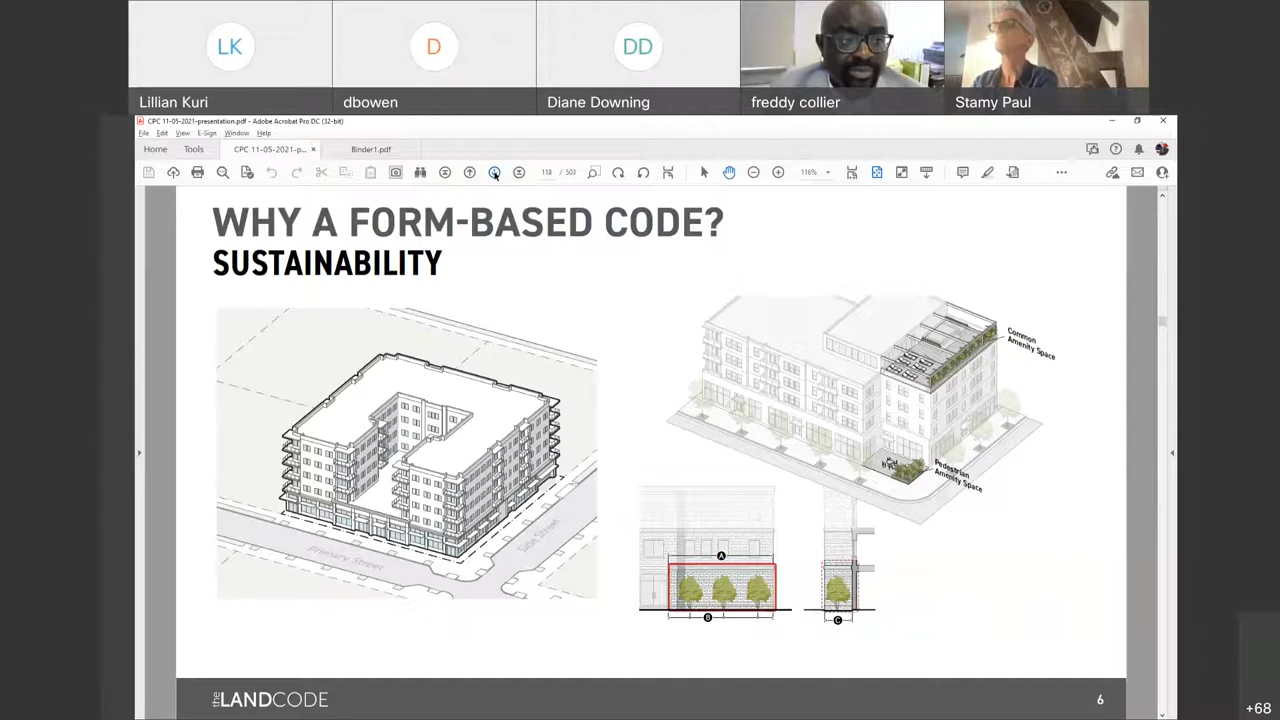 LK
D
DD
Lillian Kuri
dbowen
Diane Downing
freddy collier
Stamy Paul
CPC 11-05-2021-presentation.pdf - Adobe Acrobat Pro DC (32-bit)
File Edit View E-Sign Window Help
Home Tools CPC 11-05-2021-p... × Binder1.pdf
118 / 503 116%
WHY A FORM-BASED CODE?
SUSTAINABILITY
Common
Amenity Space
Pedestrian
Amenity Space
Primary Street
Side Street
A
B
C
the LANDCODE
6
+68